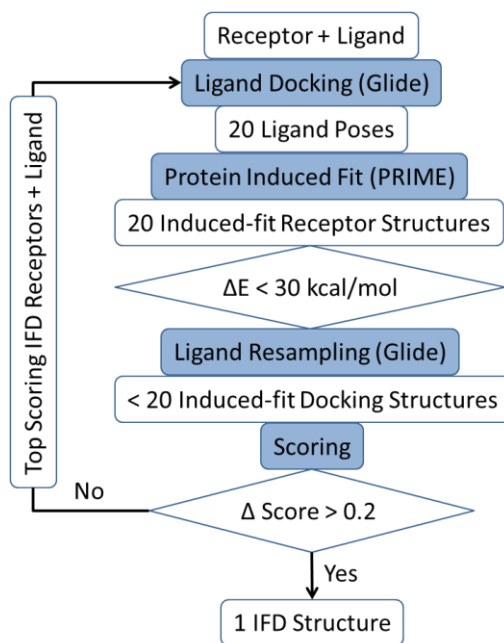 Receptor + Ligand
Ligand Docking (Glide)
20 Ligand Poses
Protein Induced Fit (PRIME)
20 Induced-fit Receptor Structures
ΔE < 30 kcal/mol
Ligand Resampling (Glide)
< 20 Induced-fit Docking Structures
Scoring
Δ Score > 0.2
No
Top Scoring IFD Receptors + Ligand
Yes
1 IFD Structure